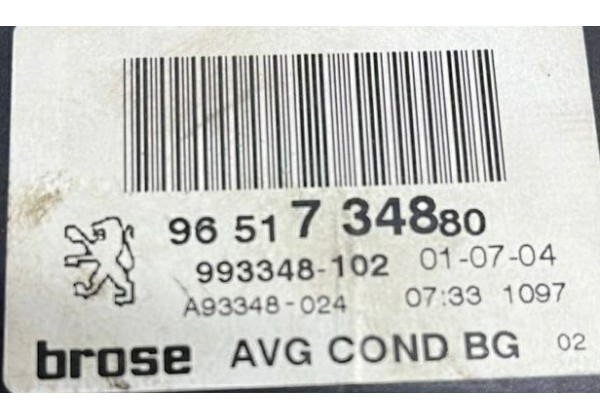 96 51 7 348 80
993348-102 01-07-04
A93348-024 07:33 1097
brose AVG COND BG 02